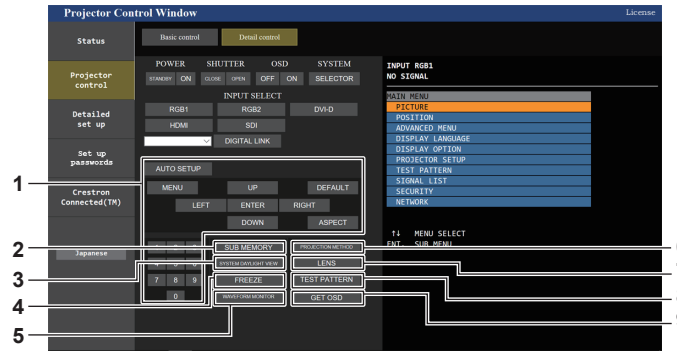 Projector Control Window
License
Status
Projector
control
Detailed
set up
Set up
passwords
Crestron
Connected(TM)
Japanese
Basic control
Detail control
POWER SHUTTER OSD SYSTEM
STANDBY ON CLOSE OPEN OFF ON SELECTOR
INPUT SELECT
RGB1 RGB2 DVI-D
HDMI SDI
DIGITAL LINK
AUTO SETUP
MENU UP DEFAULT
LEFT ENTER RIGHT
DOWN ASPECT
SUB MEMORY PROJECTION METHOD
SYSTEM DAYLIGHT VIEW LENS
7 8 9 FREEZE TEST PATTERN
0 WAVEFORM MONITOR GET OSD
INPUT RGB1
NO SIGNAL
MAIN MENU
PICTURE
POSITION
ADVANCED MENU
DISPLAY LANGUAGE
DISPLAY OPTION
PROJECTOR SETUP
TEST PATTERN
SIGNAL LIST
SECURITY
NETWORK
↑↓ MENU SELECT
ENT. SUB MENU
1
2
3
4
5